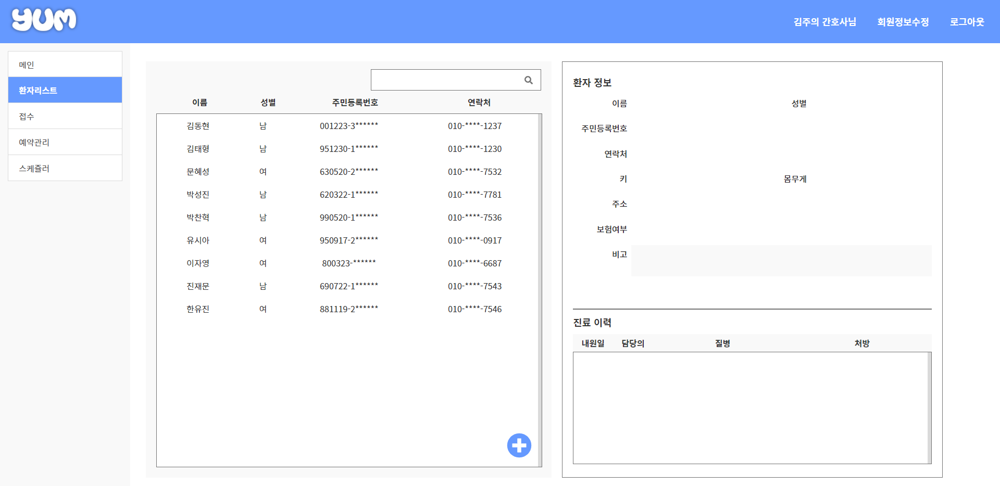 YUM
김주의 간호사님 회원정보수정 로그아웃
메인
환자리스트
접수
예약관리
스케쥴러
이름 성별 주민등록번호 연락처
김동현 남 001223-3****** 010-****-1237
김태형 남 951230-1****** 010-****-1230
문혜성 여 630520-2****** 010-****-7532
박성진 남 620322-1****** 010-****-7781
박찬혁 남 990520-1****** 010-****-7536
유시아 여 950917-2****** 010-****-0917
이자영 여 800323-****** 010-****-6687
진재문 남 690722-1****** 010-****-7543
한유진 여 881119-2****** 010-****-7546
환자 정보
이름 성별
주민등록번호
연락처
키 몸무게
주소
보험여부
비고
진료 이력
내원일 담당의 질병 처방